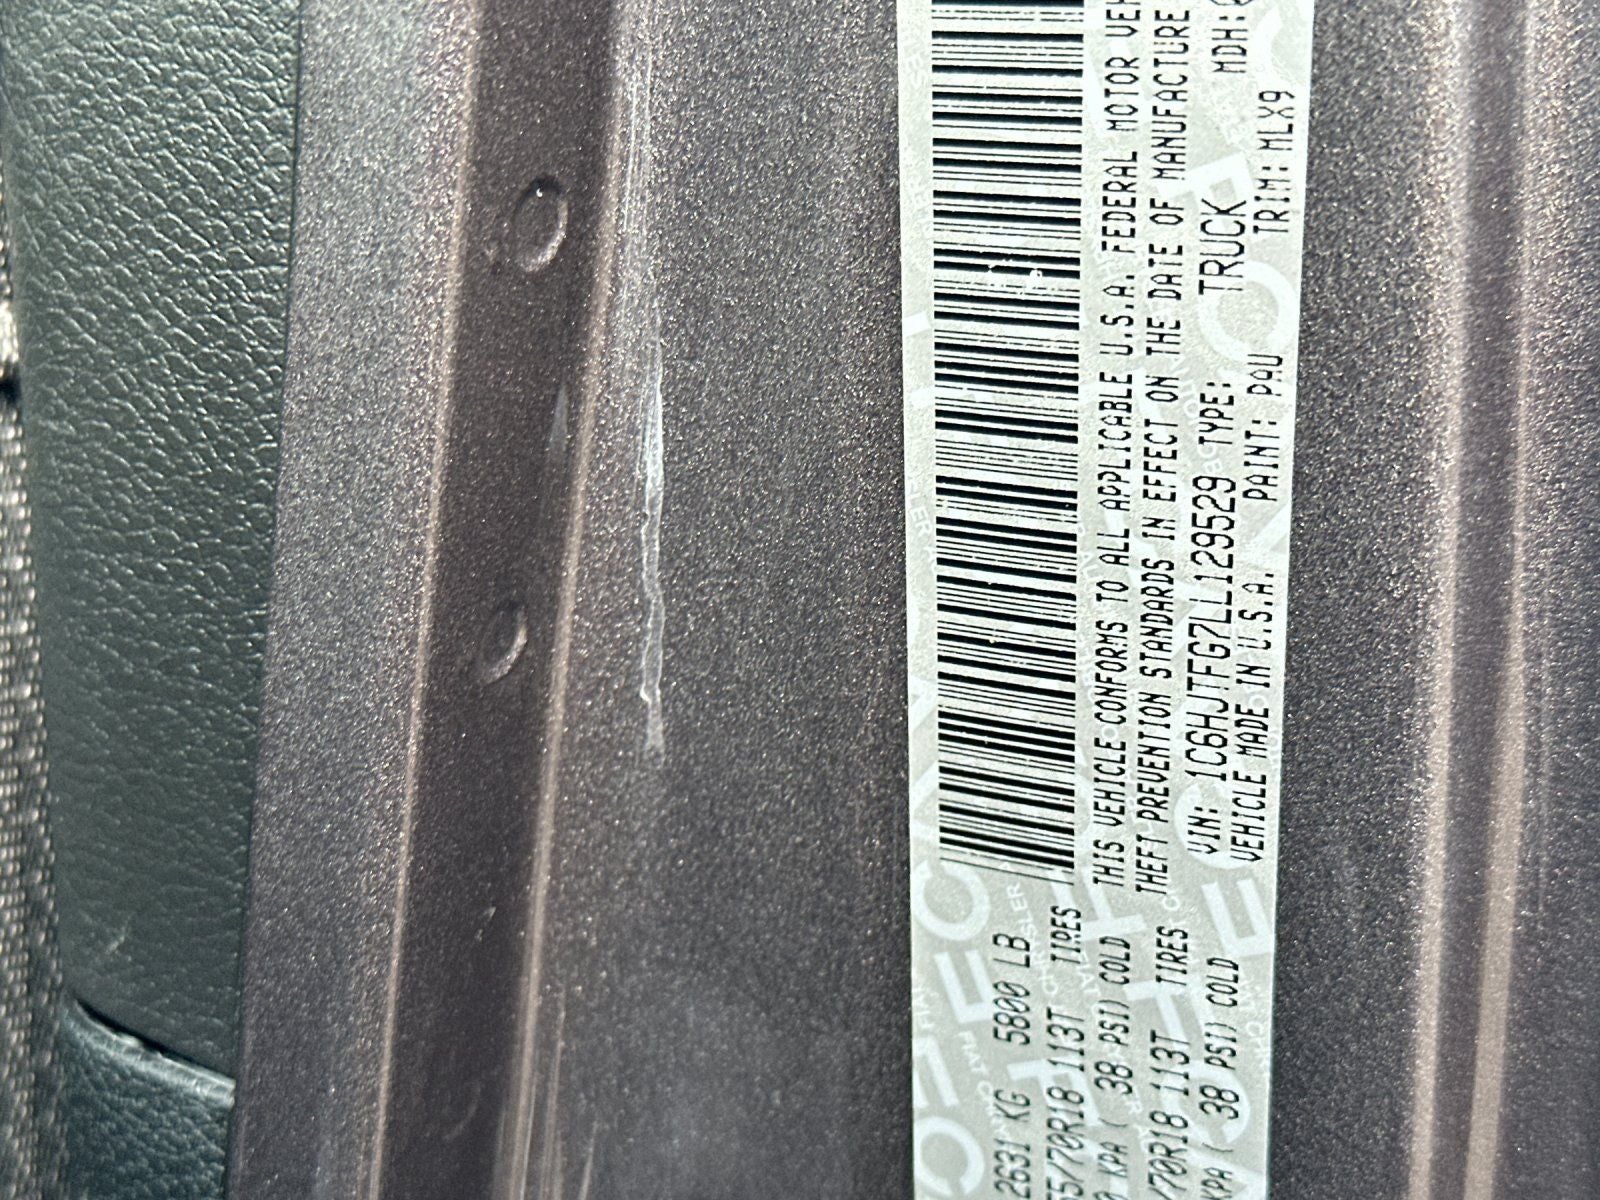 2631 KG 5800 LB
5/70R18 113T TIRES
KPA ( 38 PSI) COLD
/70R18 113T TIRES
KPA ( 38 PSI) COLD
THIS VEHICLE CONFORMS TO ALL APPLICABLE U.S.A. FEDERAL MOTOR VEH
THEFT PREVENTION STANDARDS IN EFFECT ON THE DATE OF MANUFACTURE
VIN: 1C6HJTFG7LL129529 TYPE: TRUCK MDH:
VEHICLE MADE IN U.S.A. PAINT: PAU TRIM: MLX9